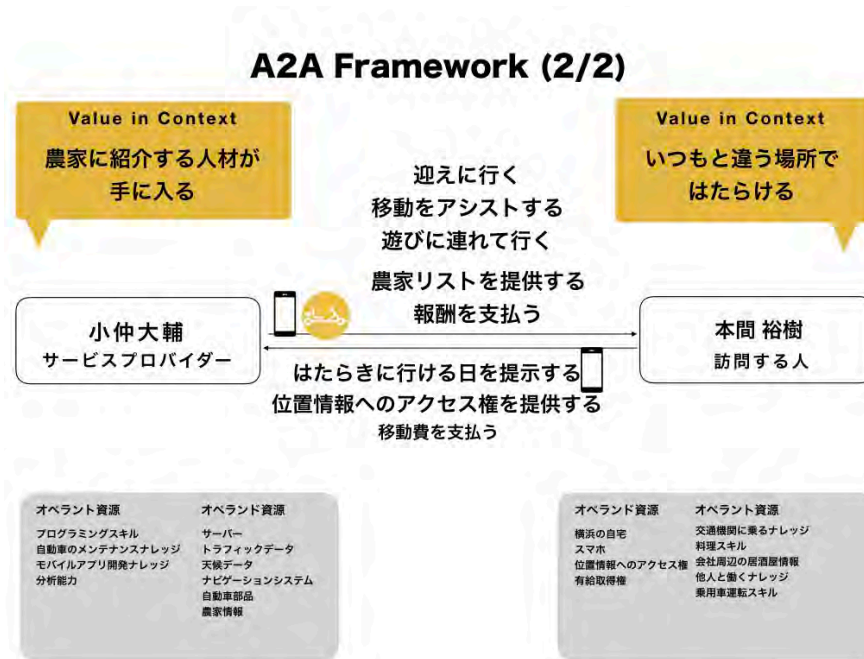 A2A Framework (2/2)
Value in Context
農家に紹介する人材が
手に入る
Value in Context
いつもと違う場所で
はたらける
迎えに行く
移動をアシストする
遊びに連れて行く
農家リストを提供する
報酬を支払う
小仲大輔
サービスプロバイダー
本間 裕樹
訪問する人
はたらきに行ける日を提示する
位置情報へのアクセス権を提供する
移動費を支払う
オペラント資源
プログラミングスキル
自動車のメンテナンスナレッジ
モバイルアプリ開発ナレッジ
分析能力
オペランド資源
サーバー
トラフィックデータ
天候データ
ナビゲーションシステム
自動車部品
農家情報
オペランド資源
横浜の自宅
スマホ
位置情報へのアクセス権
有給取得権
オペラント資源
交通機関に乗るナレッジ
料理スキル
会社周辺の居酒屋情報
他人と働くナレッジ
乗用車運転スキル